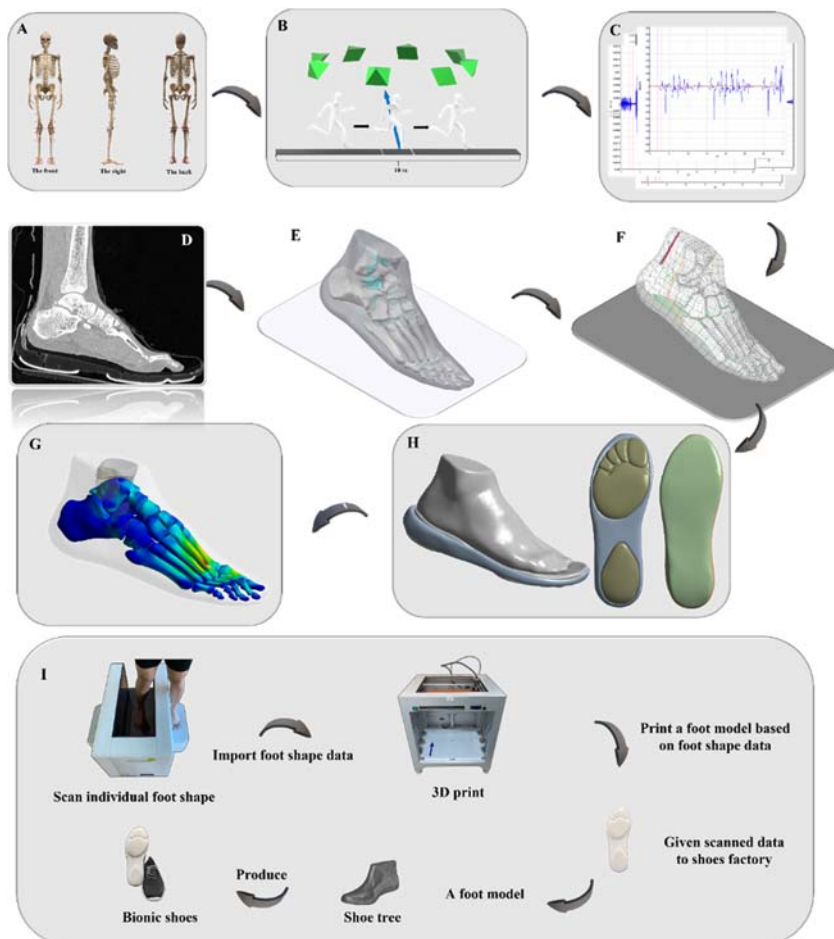 A
B
C
The front
The right
The back
10 m
D
E
F
G
H
I
Import foot shape data
Print a foot model based
on foot shape data
Scan individual foot shape
3D print
Given scanned data
to shoes factory
Produce
A foot model
Bionic shoes
Shoe tree